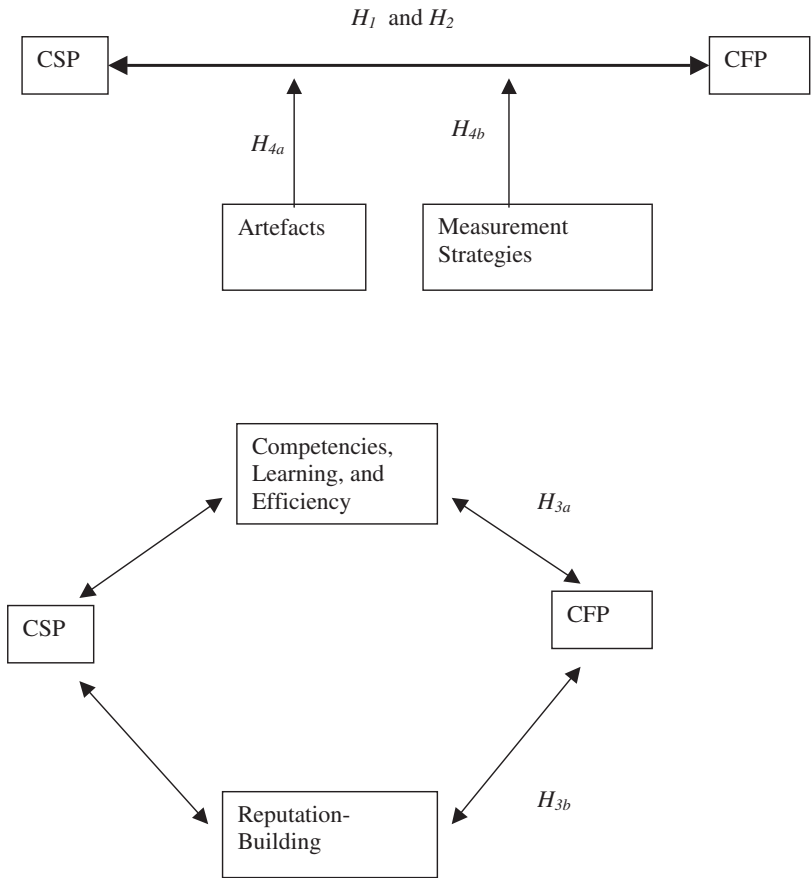 H1 and H2
CSP
CFP
H4a
H4b
Artefacts
Measurement
Strategies
Competencies,
Learning, and
Efficiency
H3a
CSP
CFP
Reputation-
Building
H3b